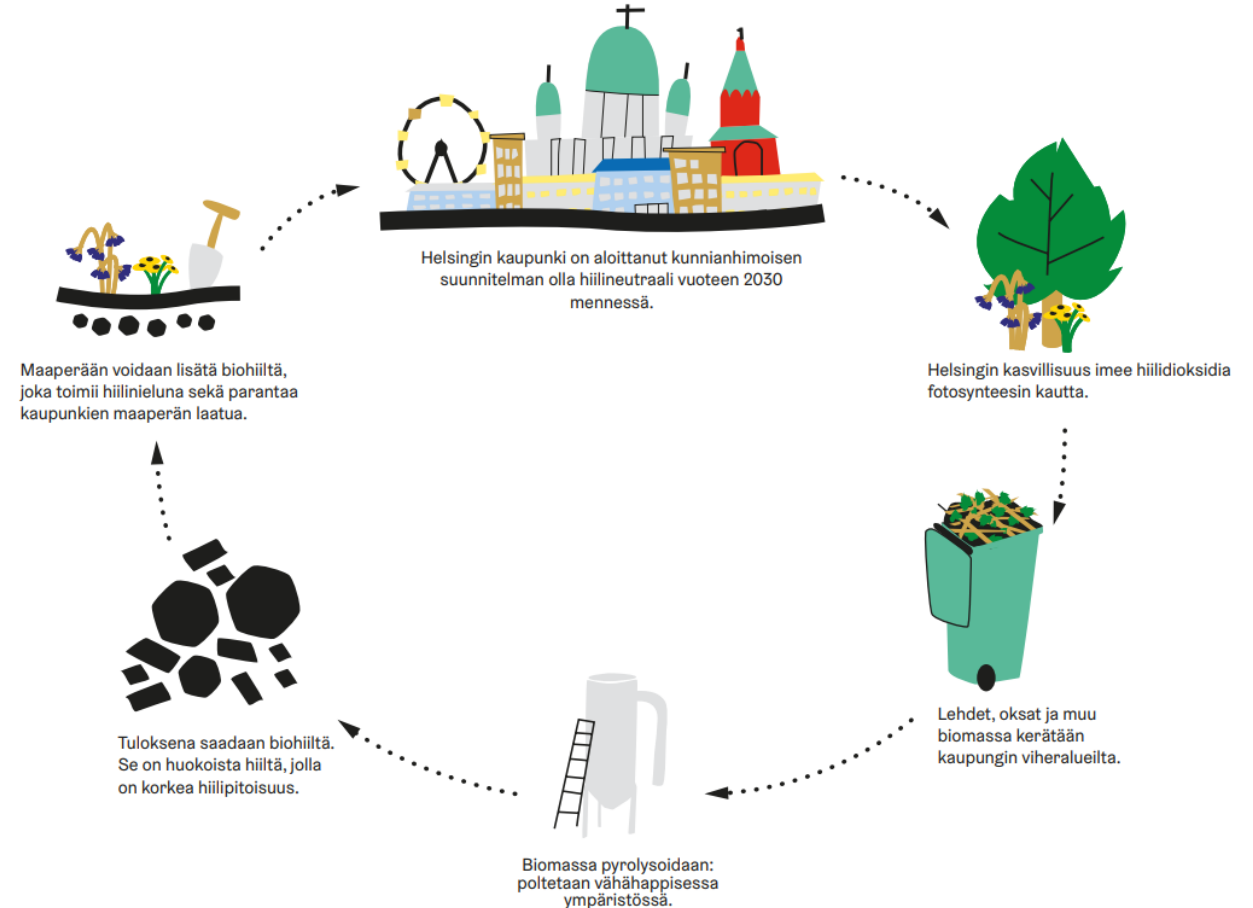 Helsingin kaupunki on aloittanut kunnianhimoisen
suunnitelman olla hiilineutraali vuoteen 2030
mennessä.
Helsingin kasvillisuus imee hiilidioksidia
fotosynteesin kautta.
Lehdet, oksat ja muu
biomassa kerätään
kaupungin viheralueilta.
Biomassa pyrolysoidaan:
poltetaan vähähappisessa
ympäristössä.
Tuloksena saadaan biohiiltä.
Se on huokoista hiiltä, jolla
on korkea hiilipitoisuus.
Maaperään voidaan lisätä biohiiltä,
joka toimii hiilinieluna sekä parantaa
kaupunkien maaperän laatua.